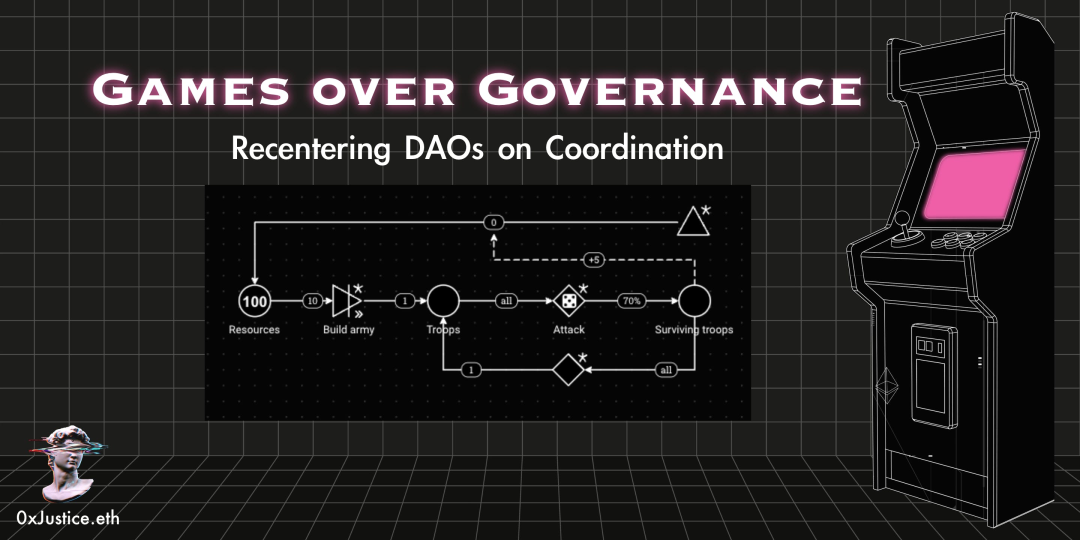 Games over Governance
Recentering DAOs on Coordination
0
+5
100
10
1
all
70%
Resources
Build army
Troops
Attack
Surviving troops
1
all
0xJustice.eth